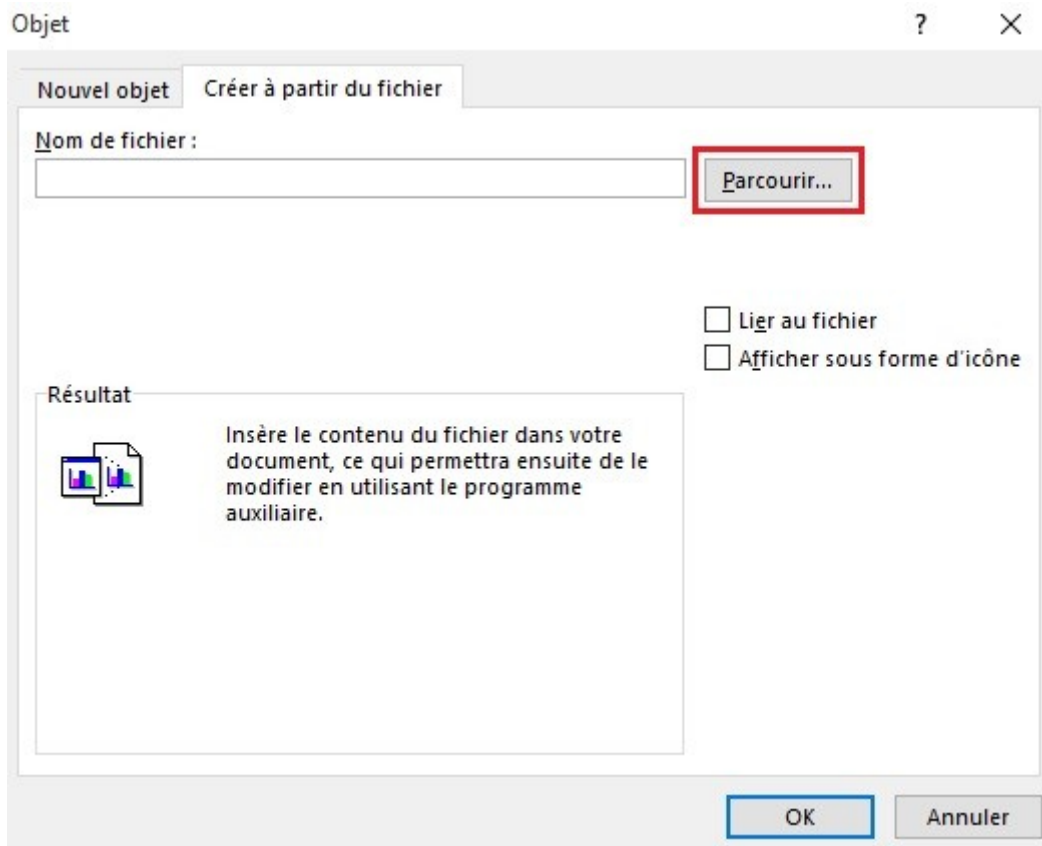 Objet
Nouvel objet
Créer à partir du fichier
Nom de fichier :
Parcourir...
Lier au fichier
Afficher sous forme d'icône
Résultat
Insère le contenu du fichier dans votre
document, ce qui permettra ensuite de le
modifier en utilisant le programme
auxiliaire.
OK
Annuler